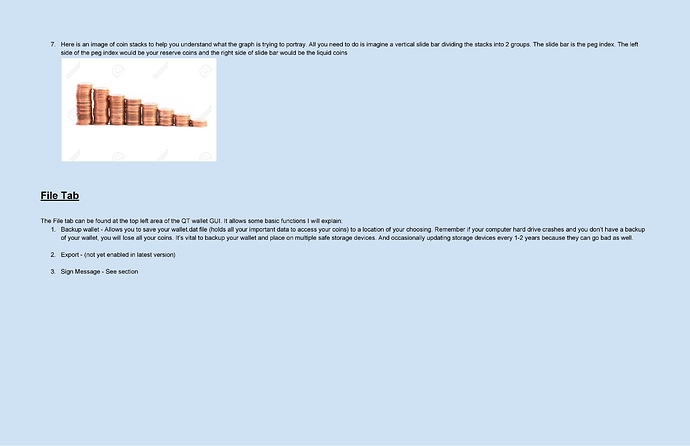 7. Here is an image of coin stacks to help you understand what the graph is trying to portray. All you need to do is imagine a vertical slide bar dividing the stacks into 2 groups. The slide bar is the peg index. The left
side of the peg index would be your reserve coins and the right side of slide bar would be the liquid coins
File Tab
The File tab can be found at the top left area of the QT wallet GUI. It allows some basic functions I will explain:
1. Backup wallet - Allows you to save your wallet.dat file (holds all your important data to access your coins) to a location of your choosing. Remember if your computer hard drive crashes and you don't have a backup
of your wallet, you will lose all your coins. It's vital to backup your wallet and place on multiple safe storage devices. And occasionally updating storage devices every 1-2 years because they can go bad as well.
2. Export - (not yet enabled in latest version)
3. Sign Message - See section